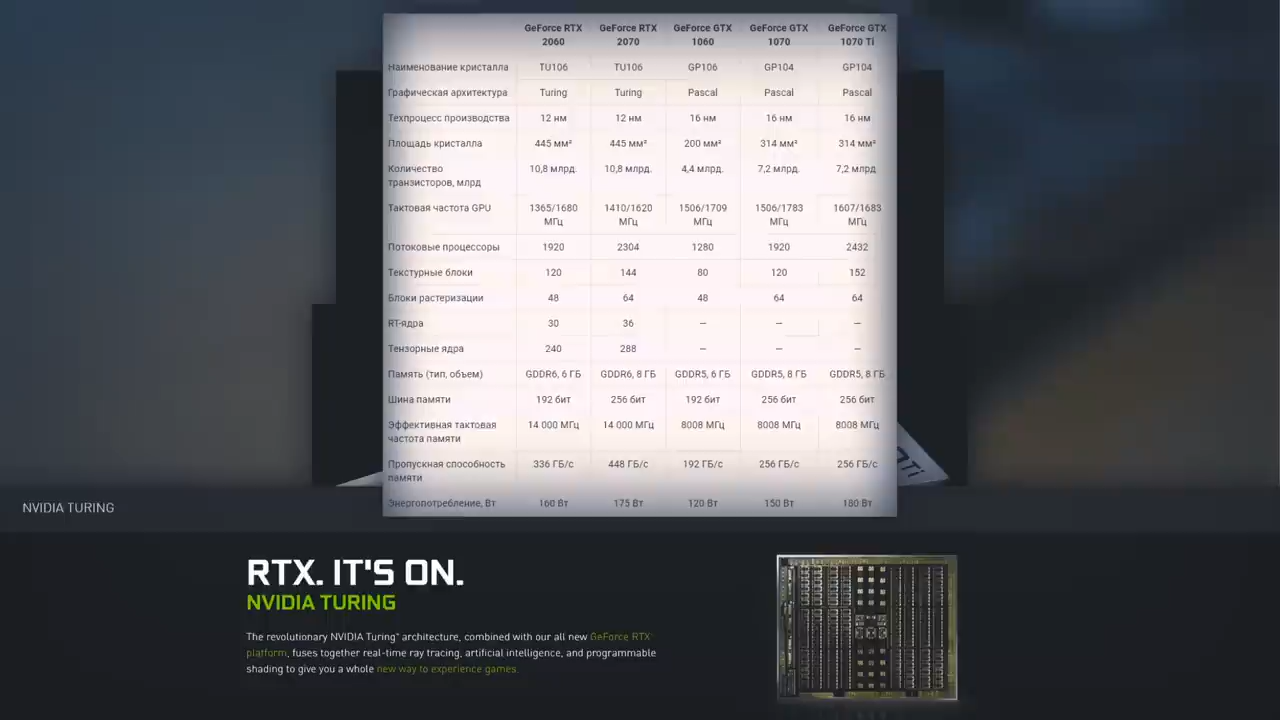 GeForce RTX GeForce RTX GeForce GTX GeForce GTX GeForce GTX
2060 2070 1060 1070 1070 Ti
Наименование кристалла TU106 TU106 GP106 GP104 GP104
Графическая архитектура Turing Turing Pascal Pascal Pascal
Техпроцесс производства 12 нм 12 нм 16 нм 16 нм 16 нм
Площадь кристалла 445 мм² 445 мм² 200 мм² 314 мм² 314 мм²
Количество 10,8 млрд. 10,8 млрд. 4,4 млрд. 7,2 млрд. 7,2 млрд
транзисторов, млрд
Тактовая частота GPU 1365/1680 1410/1620 1506/1709 1506/1783 1607/1683
МГц МГц МГц МГц МГц
Потоковые процессоры 1920 2304 1280 1920 2432
Текстурные блоки 120 144 80 120 152
Блоки растеризации 48 64 48 64 64
RT-ядра 30 36 — — —
Тензорные ядра 240 288 — — —
Память (тип, объем) GDDR6, 6 ГБ GDDR6, 8 ГБ GDDR5, 6 ГБ GDDR5, 8 ГБ GDDR5, 8 ГБ
Шина памяти 192 бит 256 бит 192 бит 256 бит 256 бит
Эффективная тактовая 14 000 МГц 14 000 МГц 8008 МГц 8008 МГц 8008 МГц
частота памяти
Пропускная способность 336 ГБ/с 448 ГБ/с 192 ГБ/с 256 ГБ/с 256 ГБ/с
памяти
Энергопотребление, Вт 160 Вт 175 Вт 120 Вт 150 Вт 180 Вт
NVIDIA TURING
RTX. IT'S ON.
NVIDIA TURING
The revolutionary NVIDIA Turing™ architecture, combined with our all new GeForce RTX™
platform, fuses together real-time ray tracing, artificial intelligence, and programmable
shading to give you a whole new way to experience games.